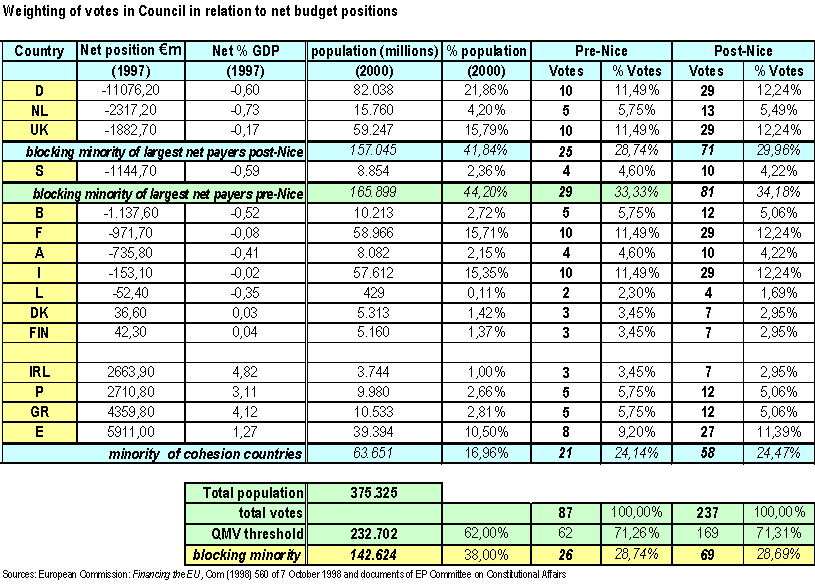 Weighting of votes in Council in relation to net budget positions
Country Net position €m Net % GDP population (millions) % population Pre-Nice Post-Nice
(1997) (1997) (2000) (2000) Votes % Votes Votes % Votes
D -11076,20 -0,60 82.038 21,86% 10 11,49% 29 12,24%
NL -2317,20 -0,73 15.760 4,20% 5 5,75% 13 5,49%
UK -1882,70 -0,17 59.247 15,79% 10 11,49% 29 12,24%
blocking minority of largest net payers post-Nice 157.045 41,84% 25 28,74% 71 29,96%
S -1144,70 -0,59 8.854 2,36% 4 4,60% 10 4,22%
blocking minority of largest net payers pre-Nice 165.899 44,20% 29 33,33% 81 34,18%
B -1.137,60 -0,52 10.213 2,72% 5 5,75% 12 5,06%
F -971,70 -0,08 58.966 15,71% 10 11,49% 29 12,24%
A -735,80 -0,41 8.082 2,15% 4 4,60% 10 4,22%
I -153,10 -0,02 57.612 15,35% 10 11,49% 29 12,24%
L -52,40 -0,35 429 0,11% 2 2,30% 4 1,69%
DK 36,60 0,03 5.313 1,42% 3 3,45% 7 2,95%
FIN 42,30 0,04 5.160 1,37% 3 3,45% 7 2,95%
IRL 2663,90 4,82 3.744 1,00% 3 3,45% 7 2,95%
P 2710,80 3,11 9.980 2,66% 5 5,75% 12 5,06%
GR 4359,80 4,12 10.533 2,81% 5 5,75% 12 5,06%
E 5911,00 1,27 39.394 10,50% 8 9,20% 27 11,39%
minority of cohesion countries 63.651 16,96% 21 24,14% 58 24,47%
Total population 375.325
total votes 87 100,00% 237 100,00%
QMV threshold 232.702 62,00% 62 71,26% 169 71,31%
blocking minority 142.624 38,00% 26 28,74% 69 28,69%
Sources: European Commission: Financing the EU, Com (1998) 560 of 7 October 1998 and documents of EP Committee on Constitutional Affairs